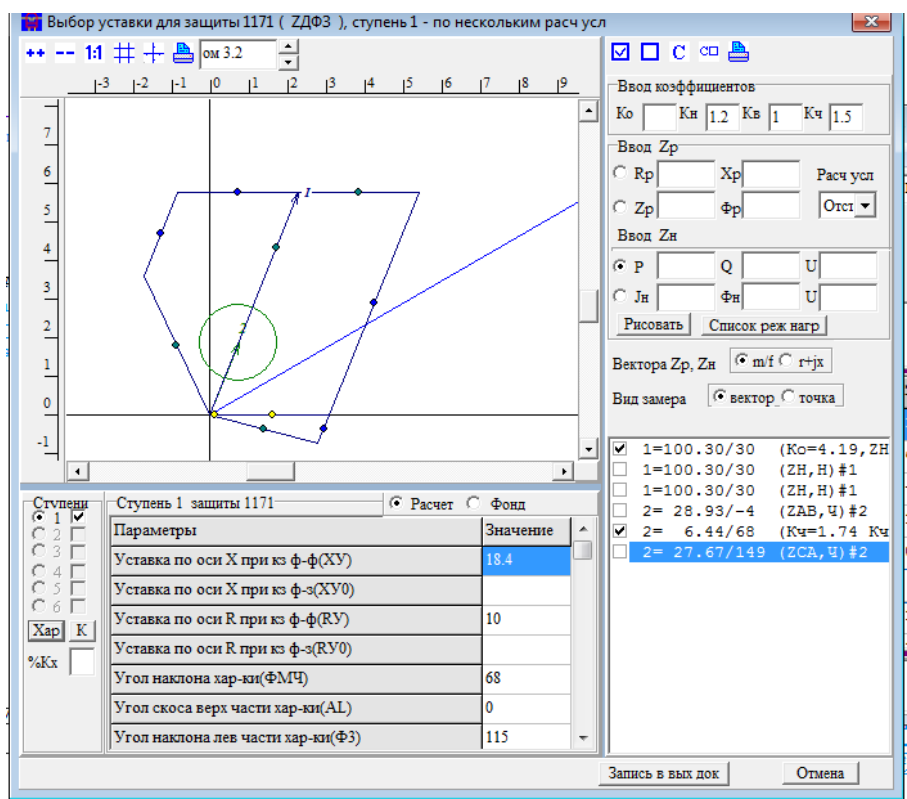 Выбор уставки для защиты 1171 ( ZДФЗ ), ступень 1 - по нескольким расч усл
++ -- 1:1 ом 3.2
-3 -2 -1 0 1 2 3 4 5 6 7 8 9
7
6
5
4
3
2
1
0
-1
1
2
C
Ввод коэффициентов
Ко Кн 1.2 Кв 1 Кч 1.5
Ввод Zр
Rр Xр Расч усл
Zр Фр Отст
Ввод Zн
P Q U
Jн Фн U
Рисовать Список реж нагр
Вектора Zр, Zн m/f r+jx
Вид замера вектор точка
1=100.30/30 (Ко=4.19,ZН
1=100.30/30 (ZН,Н)#1
1=100.30/30 (ZН,Н)#1
2= 28.93/-4 (ZAB,Ч)#2
2= 6.44/68 (Кч=1.74 Кч
2= 27.67/149 (ZCA,Ч)#2
Ступени
1
2
3
4
5
6
Хар К
%Кх
Ступень 1 защиты 1171 Расчет Фонд
Параметры Значение
Уставка по оси X при кз ф-ф(XУ) 18.4
Уставка по оси X при кз ф-з(XУ0)
Уставка по оси R при кз ф-ф(RУ) 10
Уставка по оси R при кз ф-з(RУ0)
Угол наклона хар-ки(ФМЧ) 68
Угол скоса верх части хар-ки(AL) 0
Угол наклона лев части хар-ки(Ф3) 115
Запись в вых док Отмена